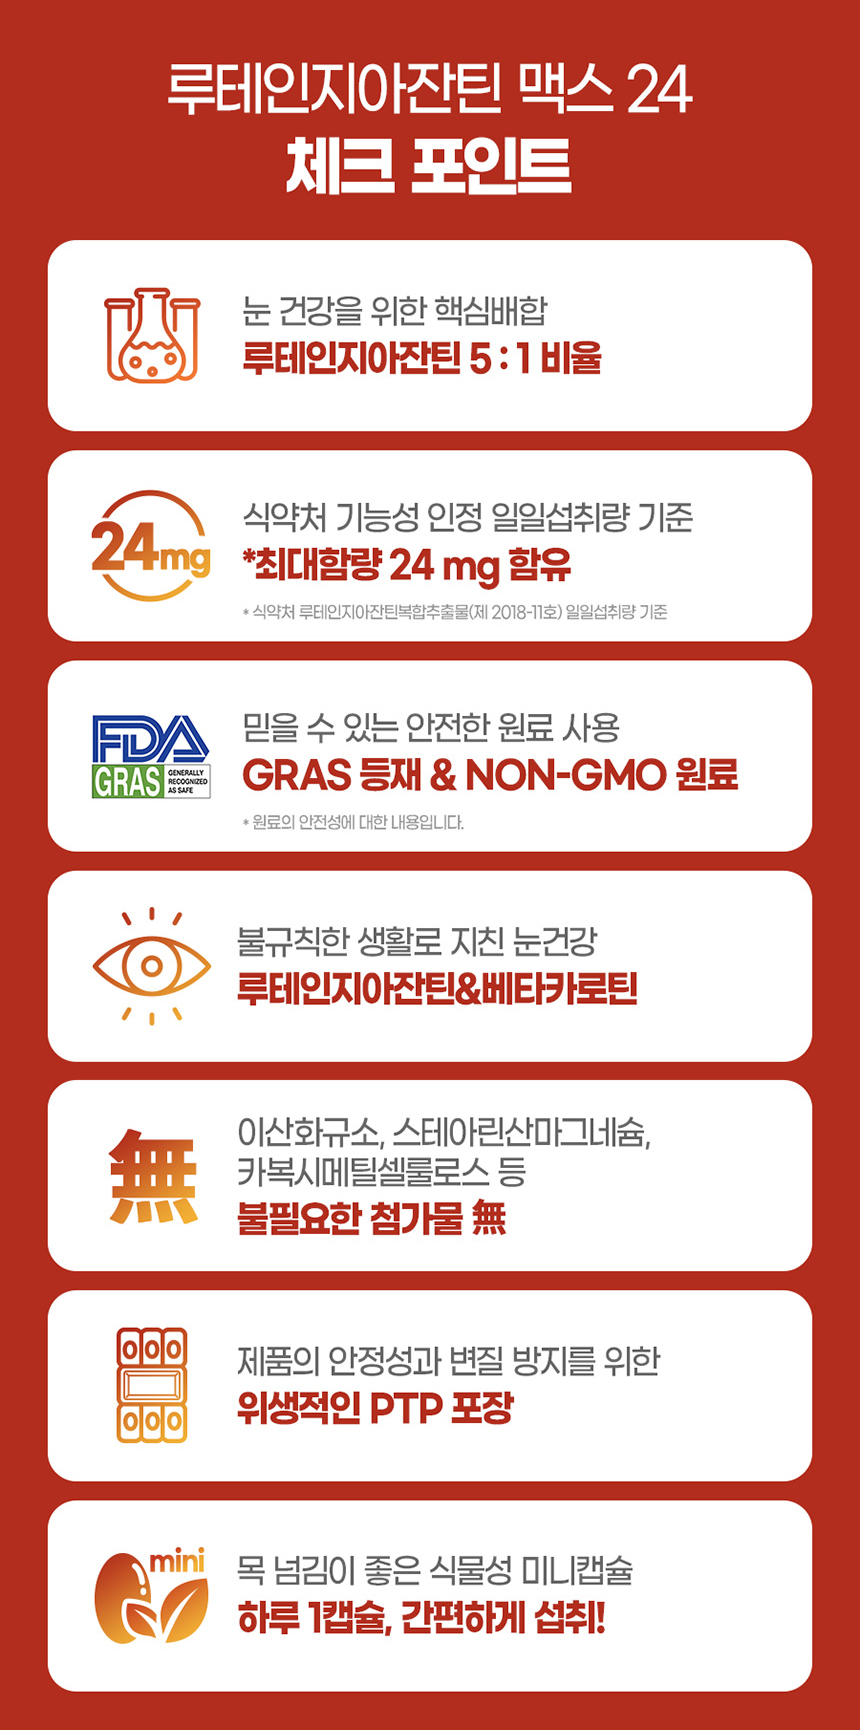 루테인지아잔틴 맥스 24
체크 포인트
눈 건강을 위한 핵심배합
루테인지아잔틴 5 : 1 비율
24mg
식약처 기능성 인정 일일섭취량 기준
*최대함량 24 mg 함유
* 식약처 루테인지아잔틴복합추출물(제 2018-11호) 일일섭취량 기준
FDA
GRAS
GENERALLY
RECOGNIZED
AS SAFE
믿을 수 있는 안전한 원료 사용
GRAS 등재 & NON-GMO 원료
* 원료의 안전성에 대한 내용입니다.
불규칙한 생활로 지친 눈건강
루테인지아잔틴&베타카로틴
無
이산화규소, 스테아린산마그네슘,
카복시메틸셀룰로스 등
불필요한 첨가물 無
제품의 안정성과 변질 방지를 위한
위생적인 PTP 포장
mini
목 넘김이 좋은 식물성 미니캡슐
하루 1캡슐, 간편하게 섭취!